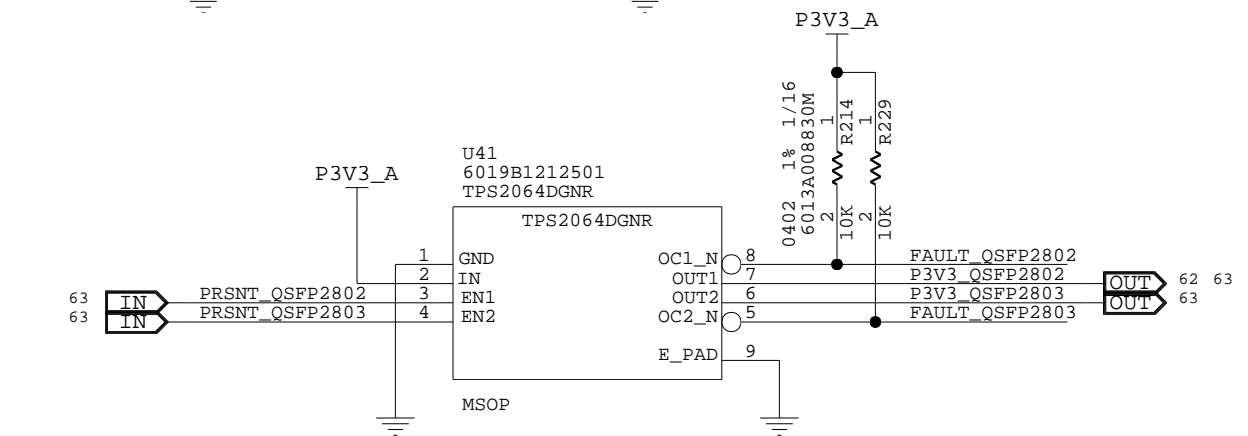 P3V3_A
0402 1% 1/16
6013A008830M
1
R214
1
R229
2
10K
2
10K
P3V3_A
U41
6019B1212501
TPS2064DGNR
TPS2064DGNR
1 GND
2 IN
63 IN PRSNT_QSFP2802 3 EN1
63 IN PRSNT_QSFP2803 4 EN2
OC1_N 8 FAULT_QSFP2802
OUT1 7 P3V3_QSFP2802 OUT 62 63
OUT2 6 P3V3_QSFP2803 OUT 63
OC2_N 5 FAULT_QSFP2803
E_PAD 9
MSOP